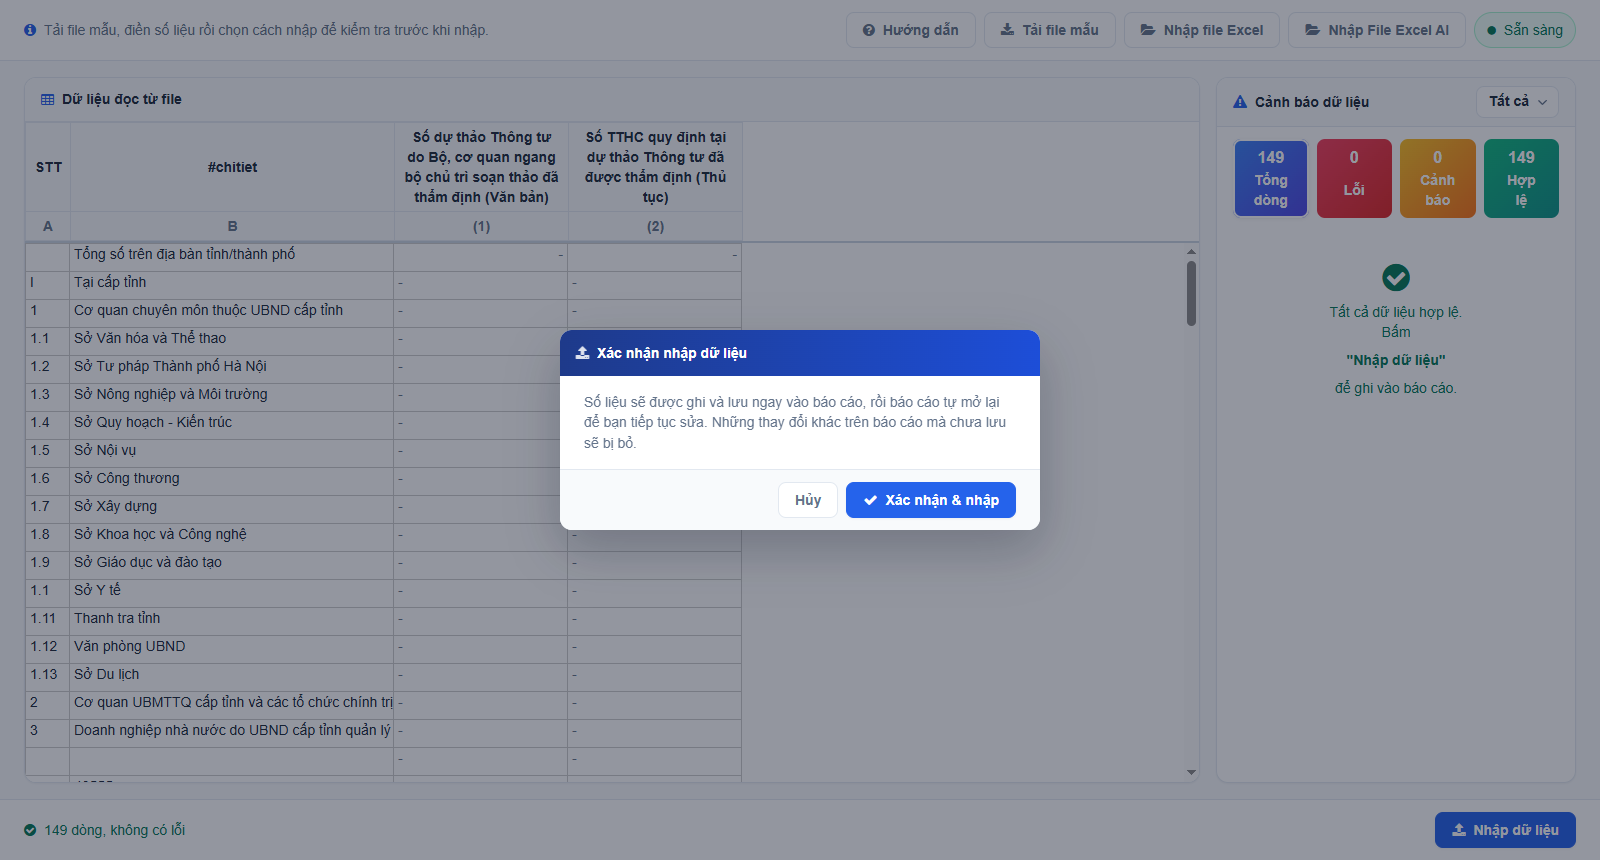 Tải file mẫu, điền số liệu rồi chọn cách nhập để kiểm tra trước khi nhập.
Hướng dẫn
Tải file mẫu
Nhập file Excel
Nhập File Excel AI
Sẵn sàng
Dữ liệu đọc từ file
STT
#chitiet
Số dự thảo Thông tư
do Bộ, cơ quan ngang
bộ chủ trì soạn thảo đã
thẩm định (Văn bản)
Số TTHC quy định tại
dự thảo Thông tư đã
được thẩm định (Thủ
tục)
A
B
(1)
(2)
Tổng số trên địa bàn tỉnh/thành phố - -
I Tại cấp tỉnh - -
1 Cơ quan chuyên môn thuộc UBND cấp tỉnh - -
1.1 Sở Văn hóa và Thể thao -
1.2 Sở Tư pháp Thành phố Hà Nội -
1.3 Sở Nông nghiệp và Môi trường -
1.4 Sở Quy hoạch - Kiến trúc -
1.5 Sở Nội vụ -
1.6 Sở Công thương -
1.7 Sở Xây dựng -
1.8 Sở Khoa học và Công nghệ - -
1.9 Sở Giáo dục và đào tạo - -
1.1 Sở Y tế - -
1.11 Thanh tra tỉnh - -
1.12 Văn phòng UBND - -
1.13 Sở Du lịch - -
2 Cơ quan UBMTTQ cấp tỉnh và các tổ chức chính trị - -
3 Doanh nghiệp nhà nước do UBND cấp tỉnh quản lý - -
- -
Xác nhận nhập dữ liệu
Số liệu sẽ được ghi và lưu ngay vào báo cáo, rồi báo cáo tự mở lại
để bạn tiếp tục sửa. Những thay đổi khác trên báo cáo mà chưa lưu
sẽ bị bỏ.
Hủy
Xác nhận & nhập
Cảnh báo dữ liệu
Tất cả
149
Tổng
dòng
0
Lỗi
0
Cảnh
báo
149
Hợp
lệ
Tất cả dữ liệu hợp lệ.
Bấm
"Nhập dữ liệu"
để ghi vào báo cáo.
149 dòng, không có lỗi
Nhập dữ liệu